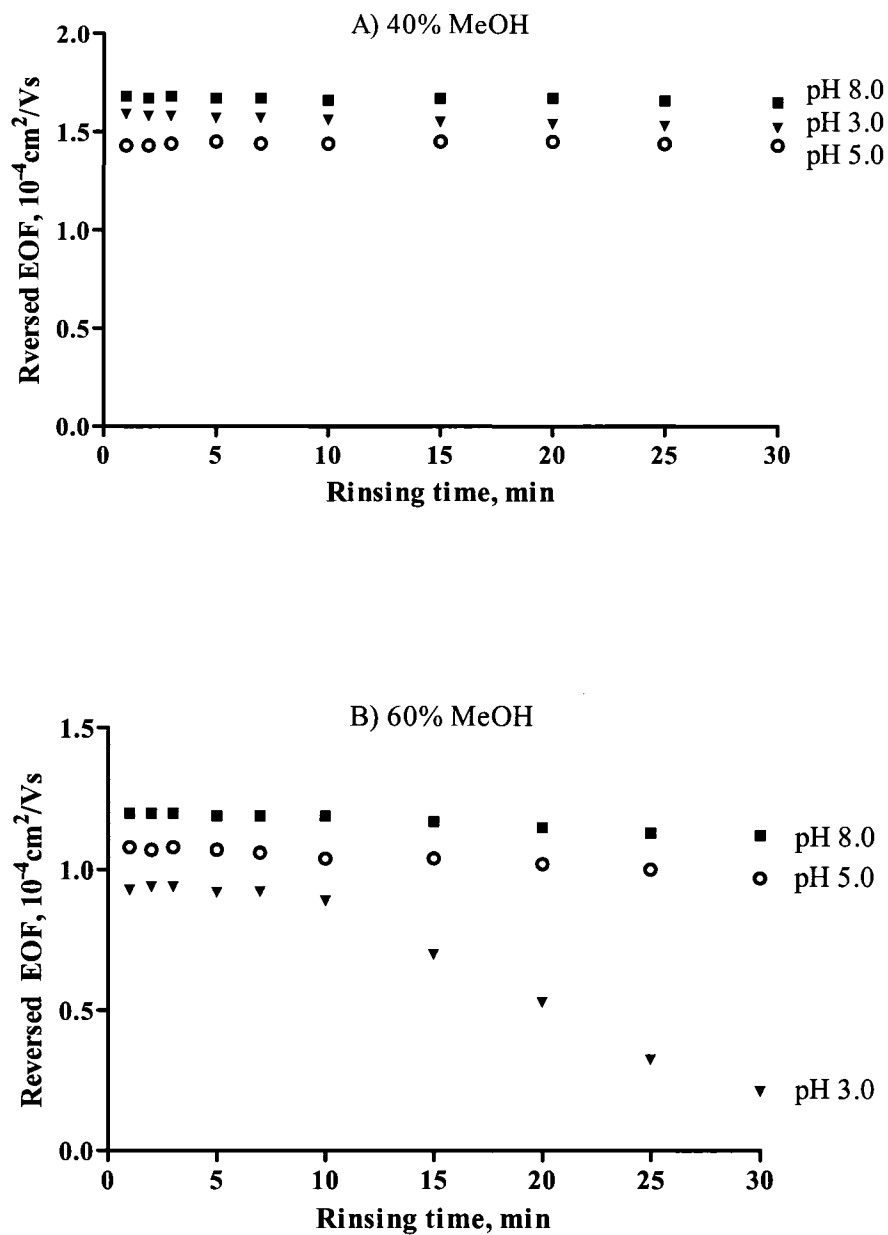 A) 40% MeOH
2.0
1.5
1.0
0.5
0.0
Rversed EOF, 10⁻⁴cm²/Vs
pH 8.0
pH 3.0
pH 5.0
0 5 10 15 20 25 30
Rinsing time, min
B) 60% MeOH
1.5
1.0
0.5
0.0
Reversed EOF, 10⁻⁴cm²/Vs
pH 8.0
pH 5.0
pH 3.0
0 5 10 15 20 25 30
Rinsing time, min